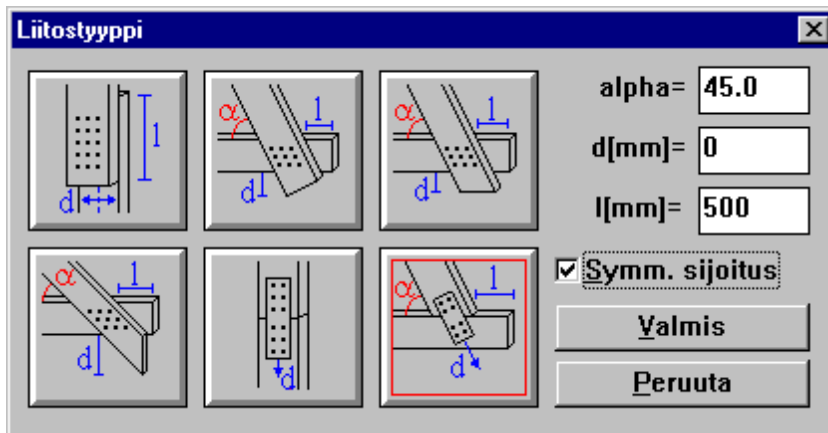 Liitostyyppi
l
d
α
l
d
α
l
d
alpha= 45.0
d[mm]= 0
l[mm]= 500
α
l
d
d
α
l
d
Symm. sijoitus
Valmis
Peruuta